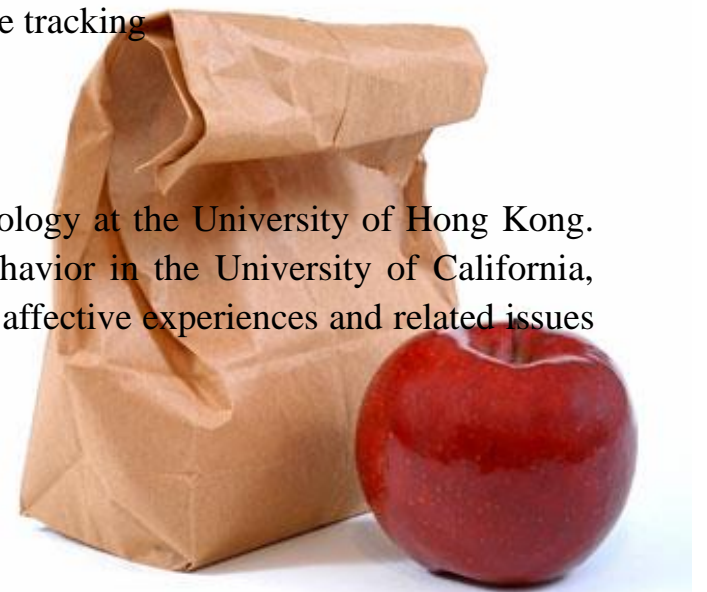 e tracking
ology at the University of Hong Kong.
havior in the University of California,
affective experiences and related issues